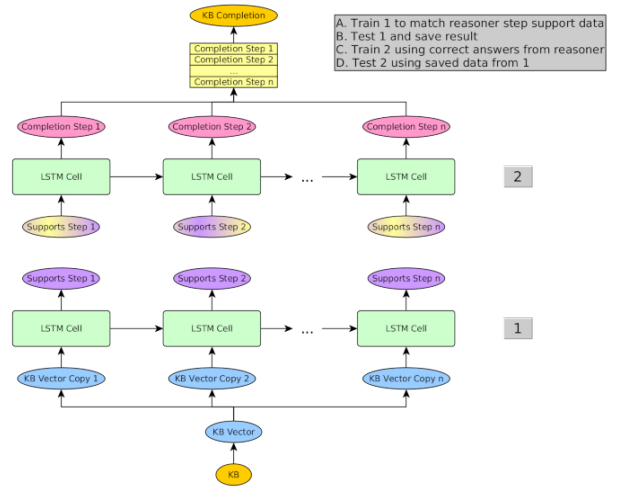 KB Completion
A. Train 1 to match reasoner step support data
B. Test 1 and save result
C. Train 2 using correct answers from reasoner
D. Test 2 using saved data from 1
Completion Step 1
Completion Step 2
...
Completion Step n
Completion Step 1
Completion Step 2
Completion Step n
LSTM Cell
LSTM Cell
...
LSTM Cell
2
Supports Step 1
Supports Step 2
Supports Step n
Supports Step 1
Supports Step 2
Supports Step n
LSTM Cell
LSTM Cell
...
LSTM Cell
1
KB Vector Copy 1
KB Vector Copy 2
KB Vector Copy n
KB Vector
KB